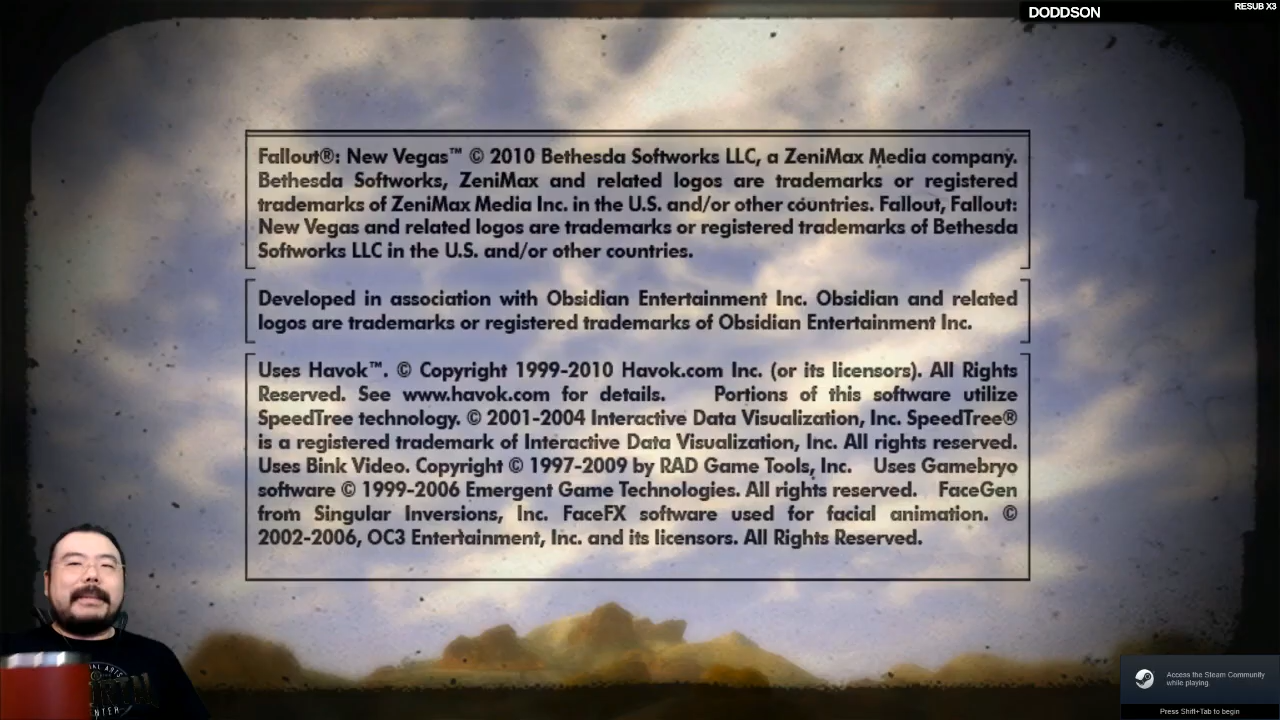 DODDSON
RESUB X3
Fallout®: New Vegas™ © 2010 Bethesda Softworks LLC, a ZeniMax Media company.
Bethesda Softworks, ZeniMax and related logos are trademarks or registered
trademarks of ZeniMax Media Inc. in the U.S. and/or other countries. Fallout, Fallout:
New Vegas and related logos are trademarks or registered trademarks of Bethesda
Softworks LLC in the U.S. and/or other countries.
Developed in association with Obsidian Entertainment Inc. Obsidian and related
logos are trademarks or registered trademarks of Obsidian Entertainment Inc.
Uses Havok™. © Copyright 1999-2010 Havok.com Inc. (or its licensors). All Rights
Reserved. See www.havok.com for details. Portions of this software utilize
SpeedTree technology. © 2001-2004 Interactive Data Visualization, Inc. SpeedTree®
is a registered trademark of Interactive Data Visualization, Inc. All rights reserved.
Uses Bink Video. Copyright © 1997-2009 by RAD Game Tools, Inc. Uses Gamebryo
software © 1999-2006 Emergent Game Technologies. All rights reserved. FaceGen
from Singular Inversions, Inc. FaceFX software used for facial animation. ©
2002-2006, OC3 Entertainment, Inc. and its licensors. All Rights Reserved.
Access the Steam Community
while playing.
Press Shift+Tab to begin